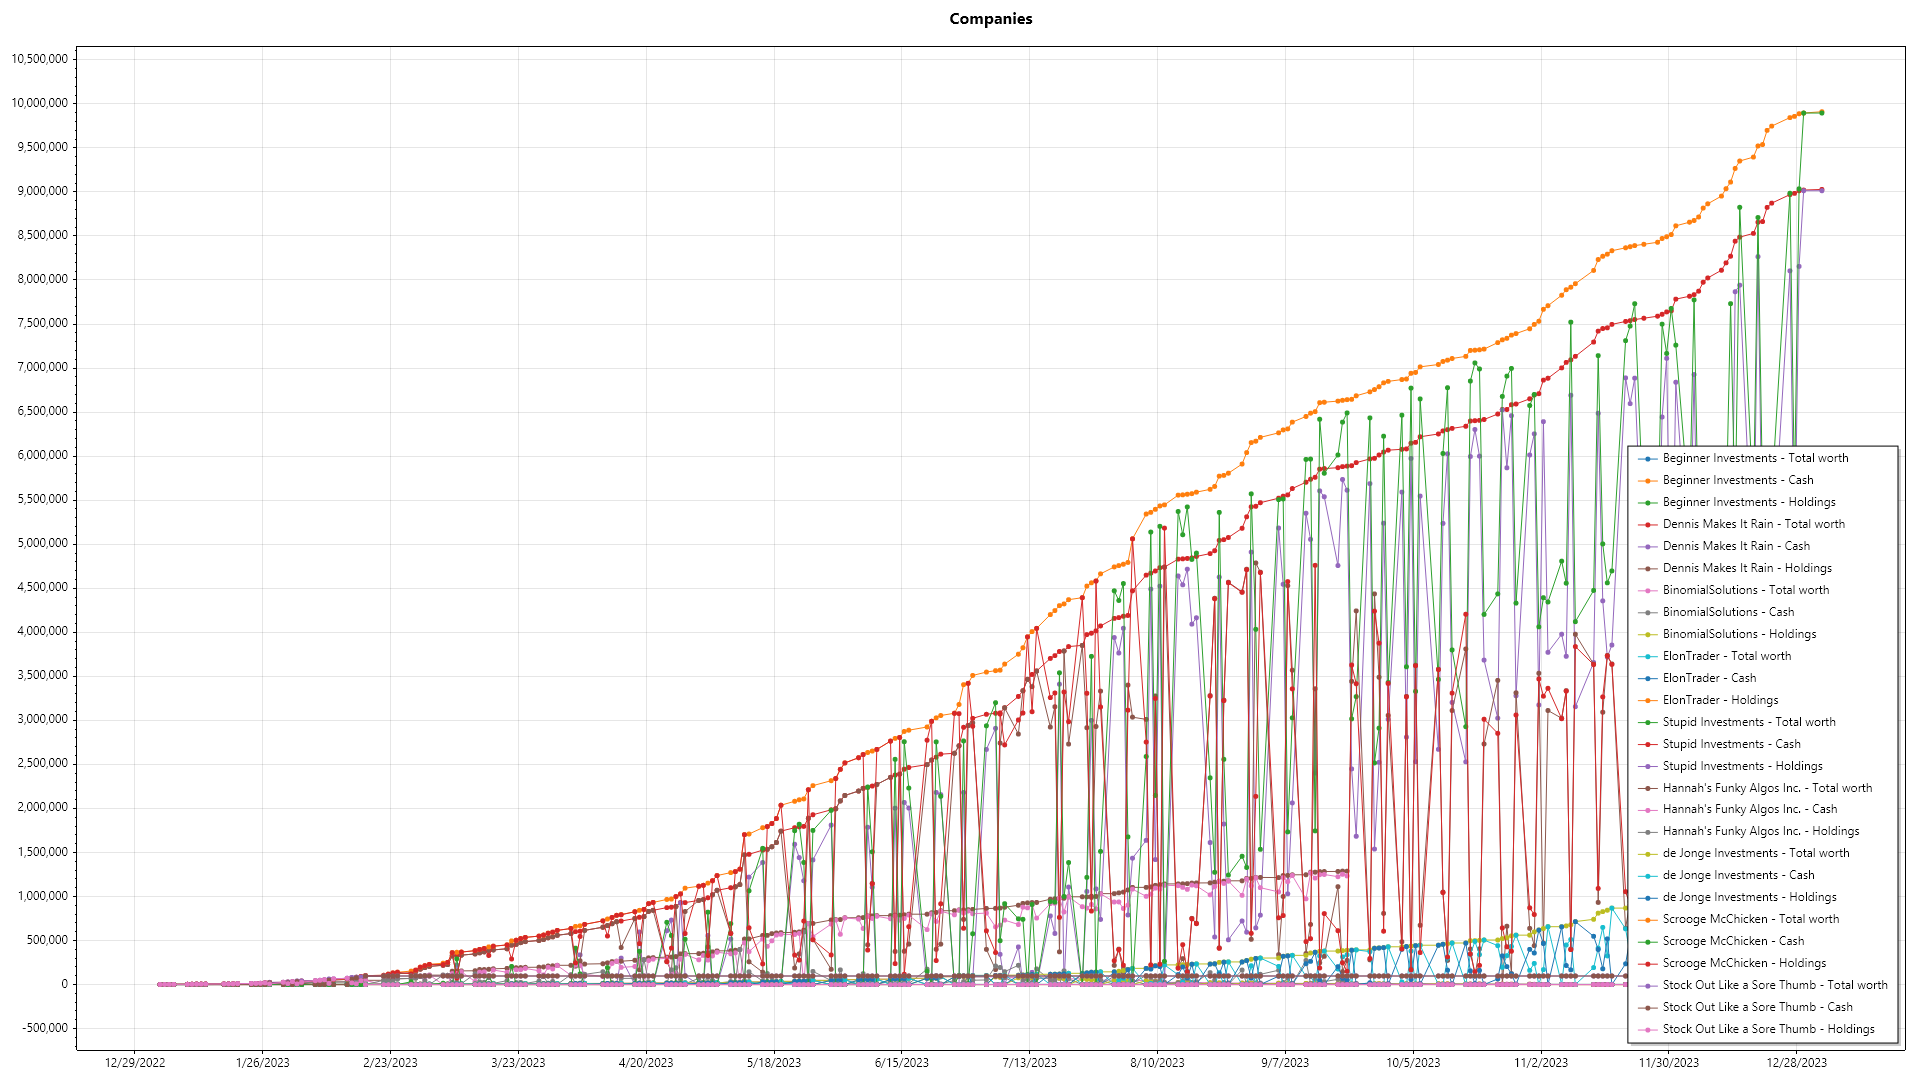 Companies
10,500,000
10,000,000
9,500,000
9,000,000
8,500,000
8,000,000
7,500,000
7,000,000
6,500,000
6,000,000
5,500,000
5,000,000
4,500,000
4,000,000
3,500,000
3,000,000
2,500,000
2,000,000
1,500,000
1,000,000
500,000
0
-500,000
Beginner Investments - Total worth
Beginner Investments - Cash
Beginner Investments - Holdings
Dennis Makes It Rain - Total worth
Dennis Makes It Rain - Cash
Dennis Makes It Rain - Holdings
BinomialSolutions - Total worth
BinomialSolutions - Cash
BinomialSolutions - Holdings
ElonTrader - Total worth
ElonTrader - Cash
ElonTrader - Holdings
Stupid Investments - Total worth
Stupid Investments - Cash
Stupid Investments - Holdings
Hannah's Funky Algos Inc. - Total worth
Hannah's Funky Algos Inc. - Cash
Hannah's Funky Algos Inc. - Holdings
de Jonge Investments - Total worth
de Jonge Investments - Cash
de Jonge Investments - Holdings
Scrooge McChicken - Total worth
Scrooge McChicken - Cash
Scrooge McChicken - Holdings
Stock Out Like a Sore Thumb - Total worth
Stock Out Like a Sore Thumb - Cash
Stock Out Like a Sore Thumb - Holdings
12/29/2022 1/26/2023 2/23/2023 3/23/2023 4/20/2023 5/18/2023 6/15/2023 7/13/2023 8/10/2023 9/7/2023 10/5/2023 11/2/2023 11/30/2023 12/28/2023